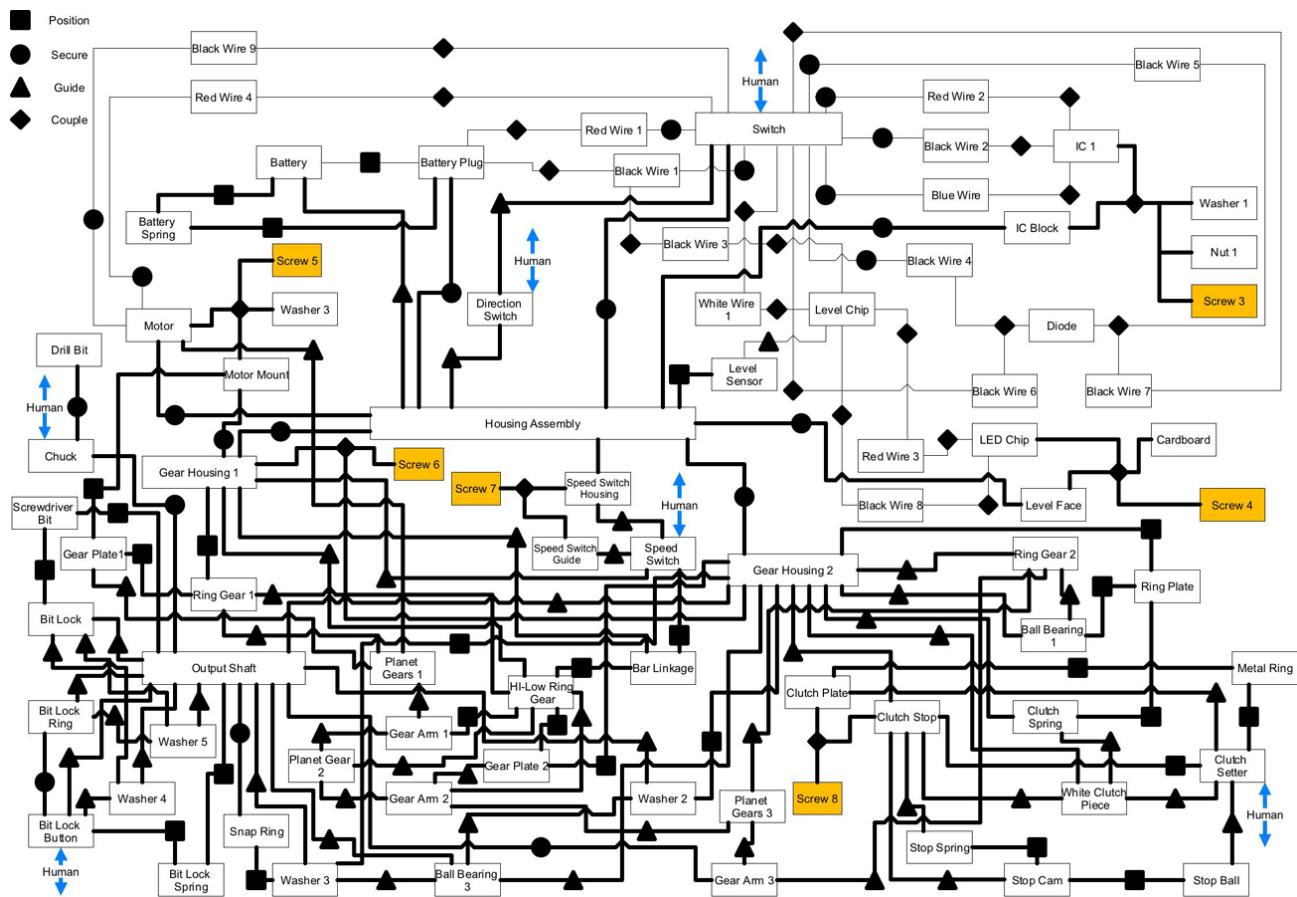 Position
Secure
Guide
Couple
Black Wire 9
Red Wire 4
Human
Black Wire 5
Red Wire 2
Red Wire 1
Switch
Black Wire 2
IC 1
Battery
Battery Plug
Black Wire 1
Blue Wire
Washer 1
Battery
Spring
IC Block
Black Wire 3
Nut 1
Screw 5
Human
Black Wire 4
Screw 3
Washer 3
Direction
Switch
White Wire
1
Level Chip
Motor
Diode
Drill Bit
Motor Mount
Level
Sensor
Black Wire 6
Black Wire 7
Human
Housing Assembly
Chuck
Gear Housing 1
Screw 6
Red Wire 3
LED Chip
Cardboard
Screw 7
Speed Switch
Housing
Human
Black Wire 8
Level Face
Screw 4
Screwdriver
Bit
Gear Plate1
Speed Switch
Guide
Speed
Switch
Gear Housing 2
Ring Gear 2
Ring Plate
Ring Gear 1
Bit Lock
Ball Bearing
1
Output Shaft
Planet
Gears 1
Bar Linkage
Metal Ring
HI-Low Ring
Gear
Clutch Plate
Bit Lock
Ring
Clutch Stop
Clutch
Spring
Washer 5
Gear Arm 1
Planet Gear
2
Gear Plate 2
Clutch
Setter
Washer 4
Gear Arm 2
Washer 2
Planet
Gears 3
Screw 8
White Clutch
Piece
Bit Lock
Button
Snap Ring
Human
Stop Spring
Human
Bit Lock
Spring
Washer 3
Ball Bearing
3
Gear Arm 3
Stop Cam
Stop Ball